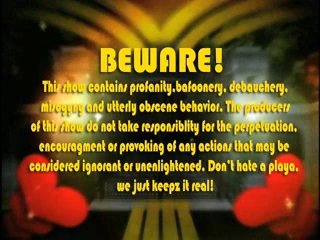 BEWARE!
This show contains profanity,bafoonery, debauchery,
misogyny and utterly obscene behavior. The producers
of this show do not take responsiblity for the perpetuation,
encouragment or provoking of any actions that may be
considered ignorant or unenlightened. Don't hate a playa,
we just keepz it real!